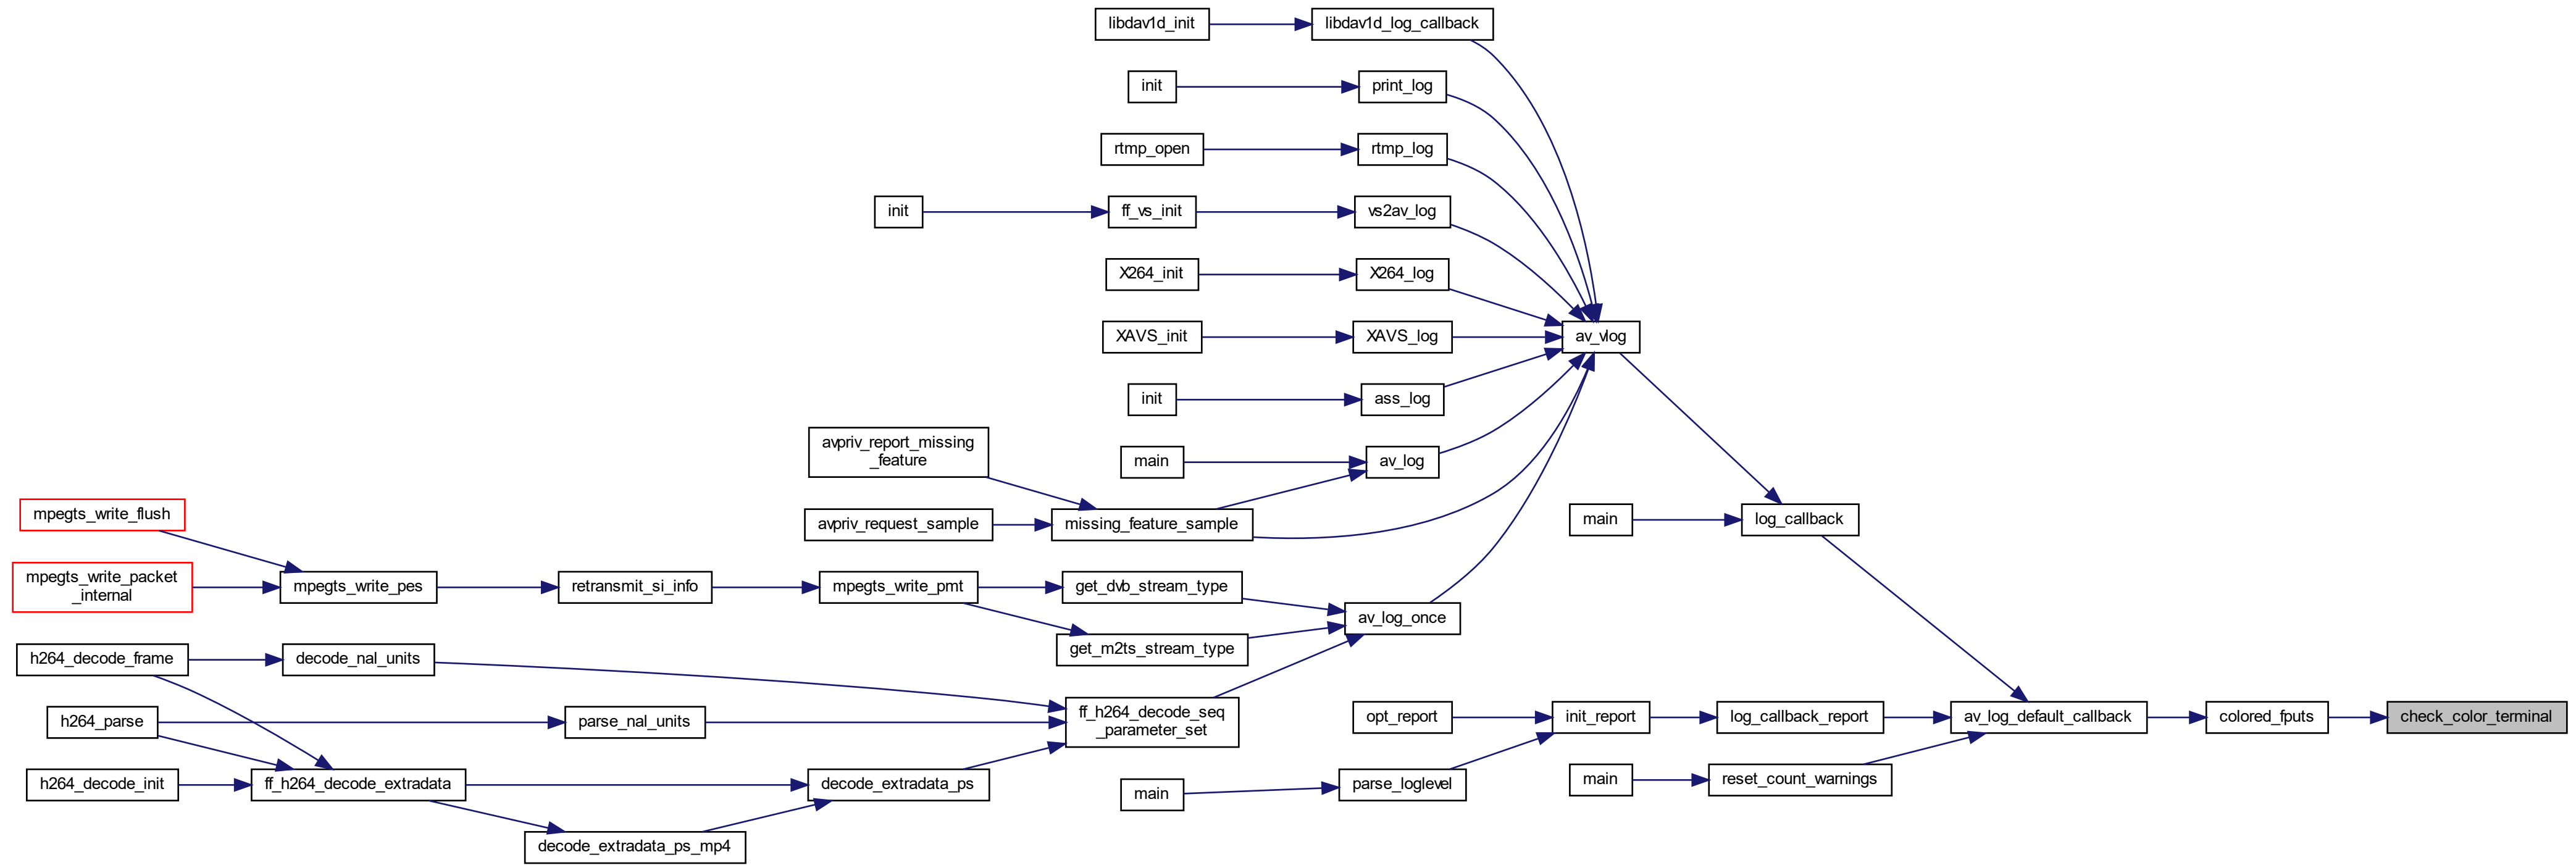 libdav1d_init
libdav1d_log_callback
init
print_log
rtmp_open
rtmp_log
init
ff_vs_init
vs2av_log
X264_init
X264_log
XAVS_init
XAVS_log
av_vlog
init
ass_log
avpriv_report_missing
_feature
main
av_log
mpegts_write_flush
avpriv_request_sample
missing_feature_sample
main
log_callback
mpegts_write_packet
_internal
mpegts_write_pes
retransmit_si_info
mpegts_write_pmt
get_dvb_stream_type
av_log_once
get_m2ts_stream_type
h264_decode_frame
decode_nal_units
h264_parse
parse_nal_units
ff_h264_decode_seq
_parameter_set
opt_report
init_report
log_callback_report
av_log_default_callback
colored_fputs
check_color_terminal
h264_decode_init
ff_h264_decode_extradata
decode_extradata_ps
main
parse_loglevel
main
reset_count_warnings
decode_extradata_ps_mp4